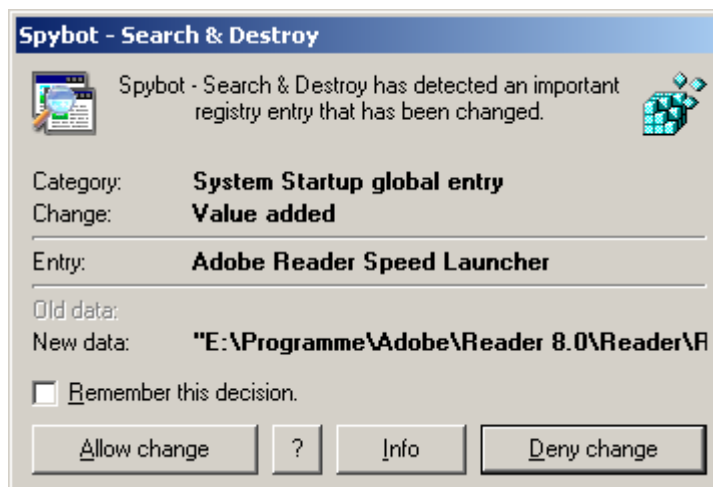 Spybot - Search & Destroy
Spybot - Search & Destroy has detected an important
registry entry that has been changed.
Category: System Startup global entry
Change: Value added
Entry: Adobe Reader Speed Launcher
Old data:
New data: "E:\Programme\Adobe\Reader 8.0\Reader\R
Remember this decision.
Allow change ? Info Deny change